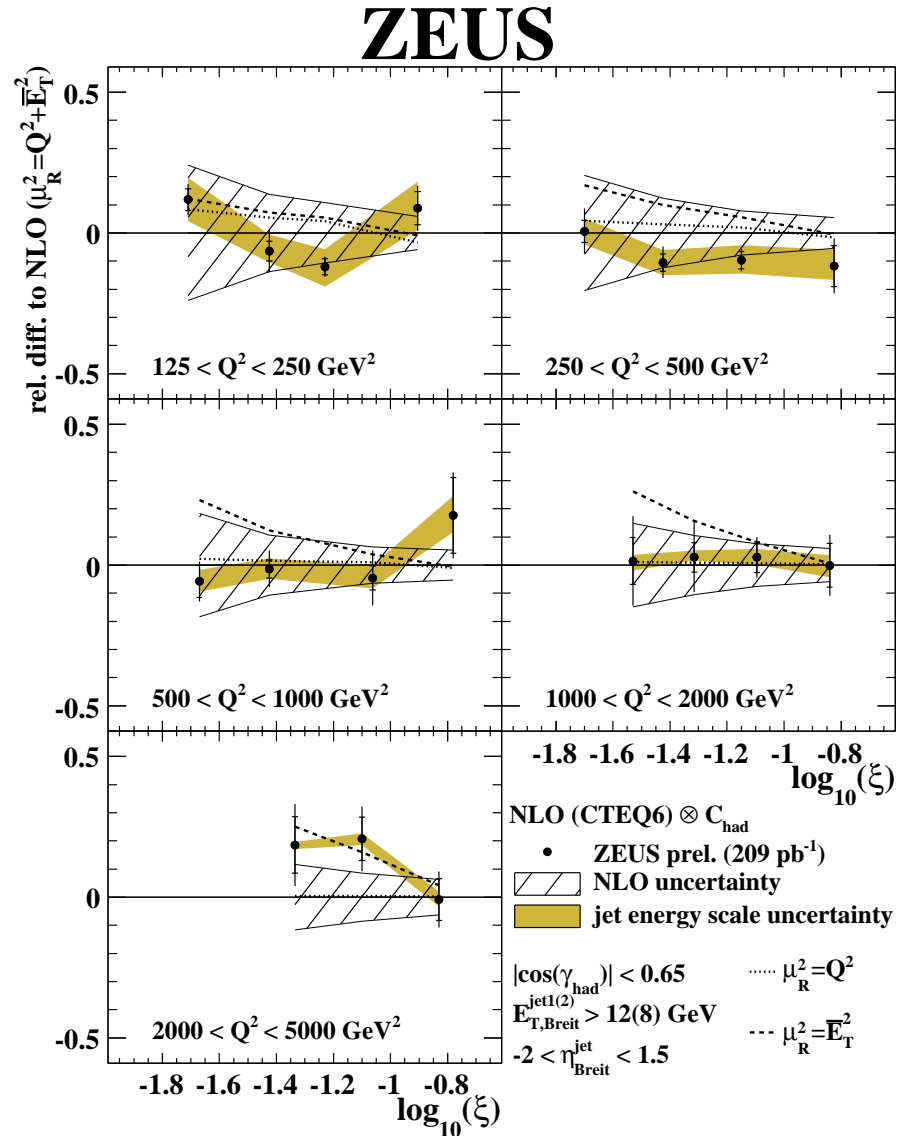 ZEUS
rel. diff. to NLO (μ_R^2=Q^2+E̅_T^2)
0.5
0
-0.5
125 < Q^2 < 250 GeV^2
250 < Q^2 < 500 GeV^2
0.5
0
-0.5
500 < Q^2 < 1000 GeV^2
1000 < Q^2 < 2000 GeV^2
-1.8 -1.6 -1.4 -1.2 -1 -0.8
log_10(ξ)
0.5
0
-0.5
2000 < Q^2 < 5000 GeV^2
-1.8 -1.6 -1.4 -1.2 -1 -0.8
log_10(ξ)
NLO (CTEQ6) ⊗ C_had
ZEUS prel. (209 pb^-1)
NLO uncertainty
jet energy scale uncertainty
|cos(γ_had)| < 0.65
E_T,Breit^jet1(2) > 12(8) GeV
-2 < η_Breit^jet < 1.5
μ_R^2=Q^2
μ_R^2=E̅_T^2